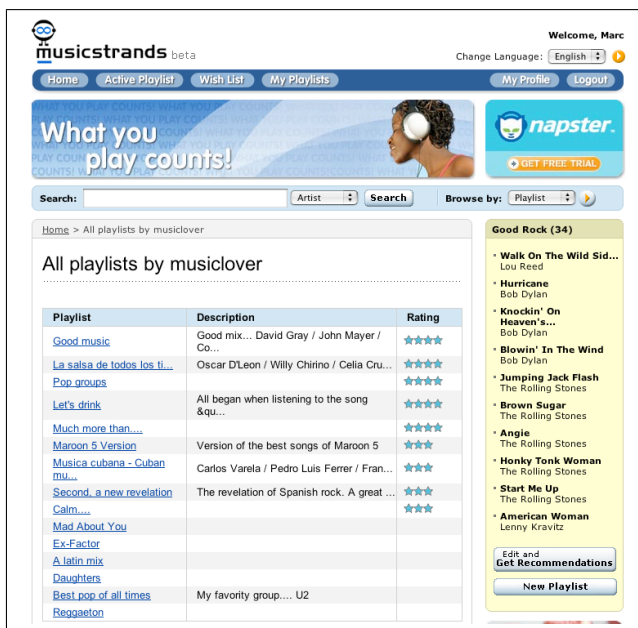 musicstrands beta
Welcome, Marc
Change Language: English
Home Active Playlist Wish List My Playlists My Profile Logout
What you
play counts!
napster.
GET FREE TRIAL
Search: Artist Search Browse by: Playlist
Home > All playlists by musiclover
All playlists by musiclover
Playlist Description Rating
Good music Good mix... David Gray / John Mayer /
Co...
La salsa de todos los ti... Oscar D'Leon / Willy Chirino / Celia Cru...
Pop groups
Let's drink All began when listening to the song
&qu...
Much more than....
Maroon 5 Version Version of the best songs of Maroon 5
Musica cubana - Cuban
mu... Carlos Varela / Pedro Luis Ferrer / Fran...
Second, a new revelation The revelation of Spanish rock. A great ...
Calm....
Mad About You
Ex-Factor
A latin mix
Daughters
Best pop of all times My favority group.... U2
Reggaeton
Good Rock (34)
Walk On The Wild Sid...
Lou Reed
Hurricane
Bob Dylan
Knockin' On
Heaven's...
Bob Dylan
Blowin' In The Wind
Bob Dylan
Jumping Jack Flash
The Rolling Stones
Brown Sugar
The Rolling Stones
Angie
The Rolling Stones
Honky Tonk Woman
The Rolling Stones
Start Me Up
The Rolling Stones
American Woman
Lenny Kravitz
Edit and
Get Recommendations
New Playlist